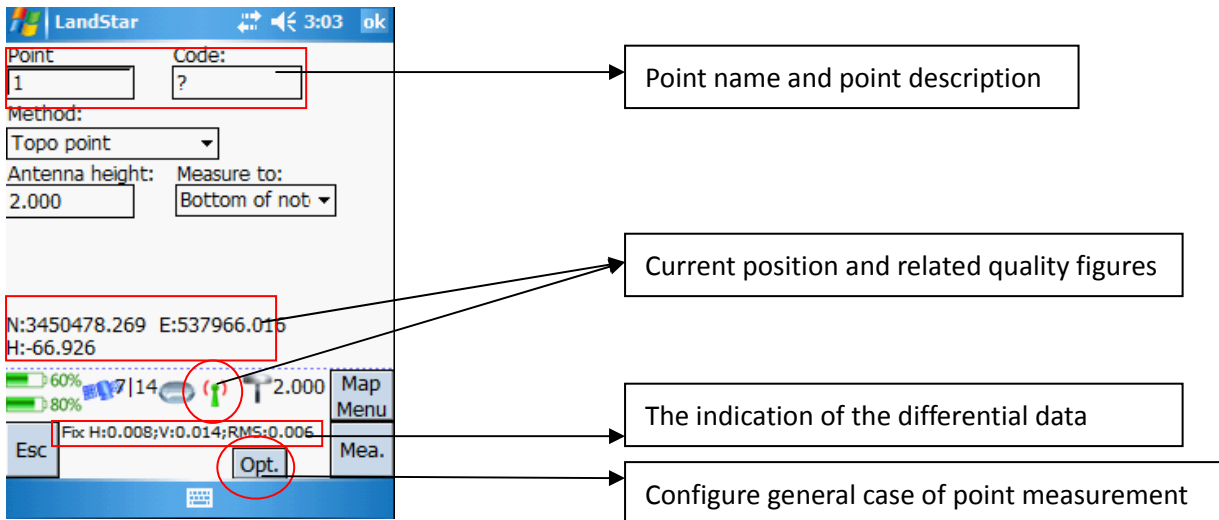 LandStar 3:03 ok
Point Code:
1 ?
Point name and point description
Method:
Topo point
Antenna height: Measure to:
2.000 Bottom of not
Current position and related quality figures
N:3450478.269 E:537966.016
H:-66.926
60% 7|14 2.000 Map
80% Menu
The indication of the differential data
Fix H:0.008;V:0.014;RMS:0.006
Esc Opt. Mea.
Configure general case of point measurement